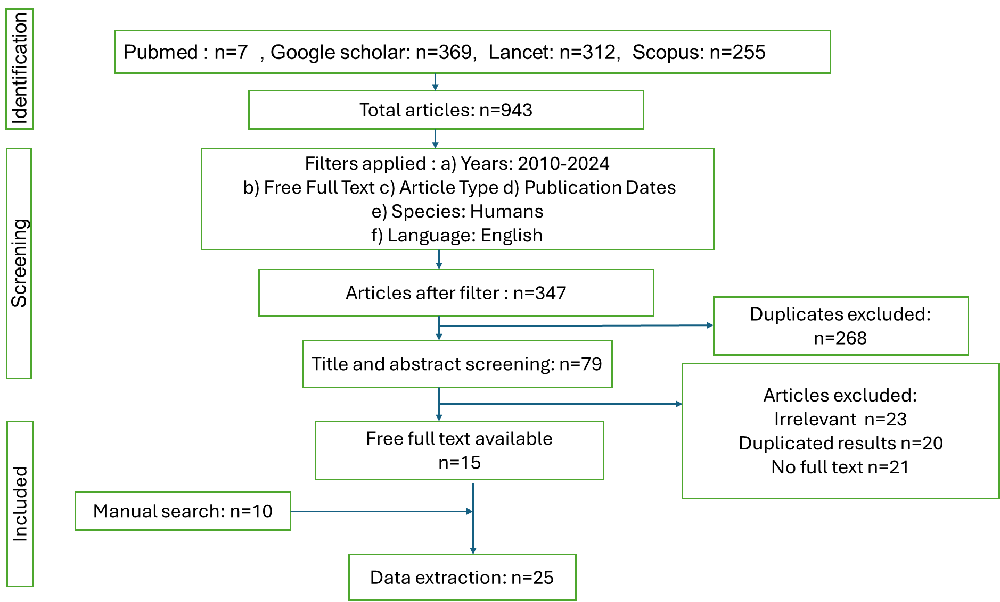 Identification
Pubmed : n=7  , Google scholar: n=369,  Lancet: n=312,  Scopus: n=255
Total articles: n=943
Screening
Filters applied : a) Years: 2010-2024
b) Free Full Text c) Article Type d) Publication Dates
e) Species: Humans
f) Language: English
Articles after filter : n=347
Duplicates excluded:
n=268
Title and abstract screening: n=79
Articles excluded:
Irrelevant  n=23
Duplicated results n=20
No full text n=21
Included
Free full text available
n=15
Manual search: n=10
Data extraction: n=25